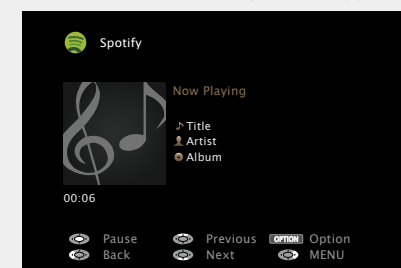 Spotify
Now Playing
Title
Artist
Album
00:06
Pause Previous OPTION Option
Back Next MENU